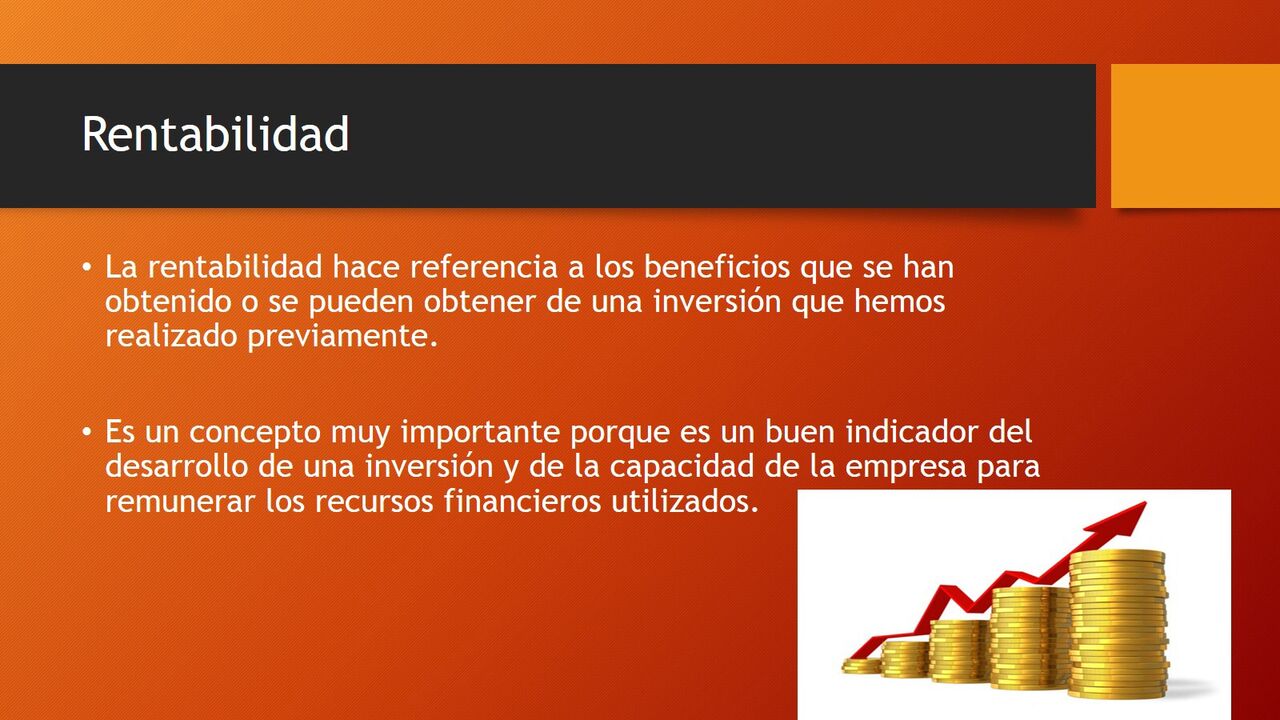 Rentabilidad
• La rentabilidad hace referencia a los beneficios que se han
obtenido o se pueden obtener de una inversión que hemos
realizado previamente.
• Es un concepto muy importante porque es un buen indicador del
desarrollo de una inversión y de la capacidad de la empresa para
remunerar los recursos financieros utilizados.